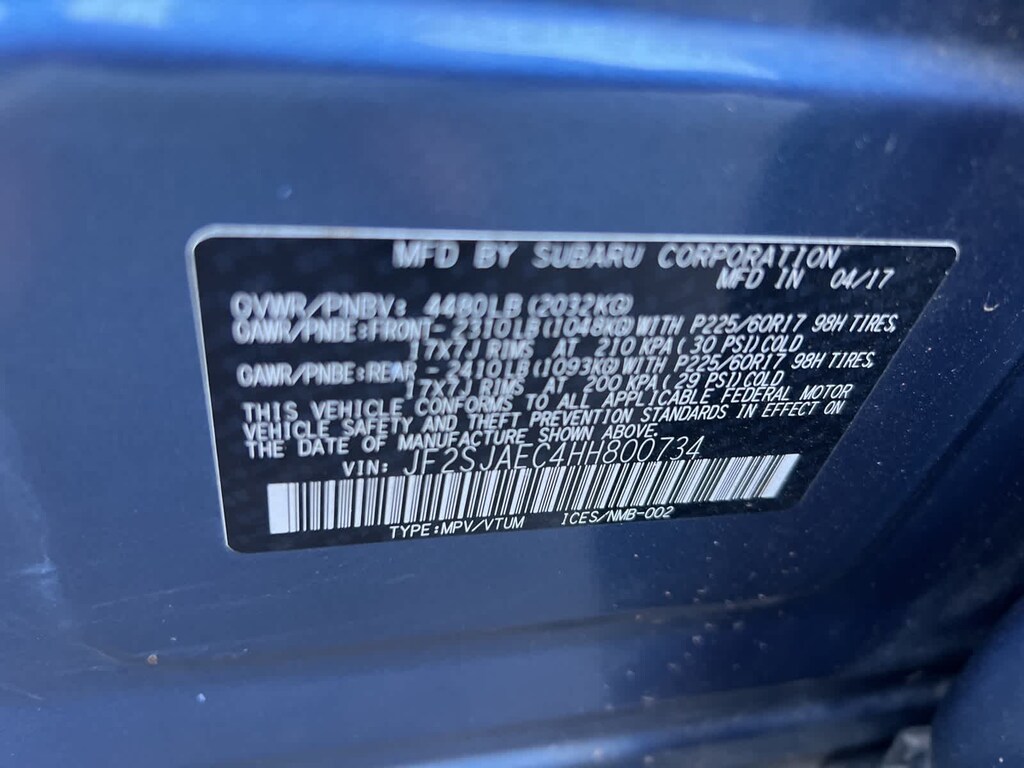 MFD BY SUBARU CORPORATION
MFD IN 04/17
GVWR/PNBV: 4480LB(2032KG)
GAWR/PNBE:FRONT- 2310LB(1048KG)WITH P225/60R17 98H TIRES,
17X7J RIMS AT 210 KPA(30 PSI)COLD
GAWR/PNBE:REAR - 2410LB(1093KG)WITH P225/60R17 98H TIRES,
17X7J RIMS AT 200 KPA(29 PSI)COLD
THIS VEHICLE CONFORMS TO ALL APPLICABLE FEDERAL MOTOR
VEHICLE SAFETY AND THEFT PREVENTION STANDARDS IN EFFECT ON
THE DATE OF MANUFACTURE SHOWN ABOVE.
VIN: JF2SJAEC4HH800734
TYPE:MPV/VTUM ICES/NMB-002